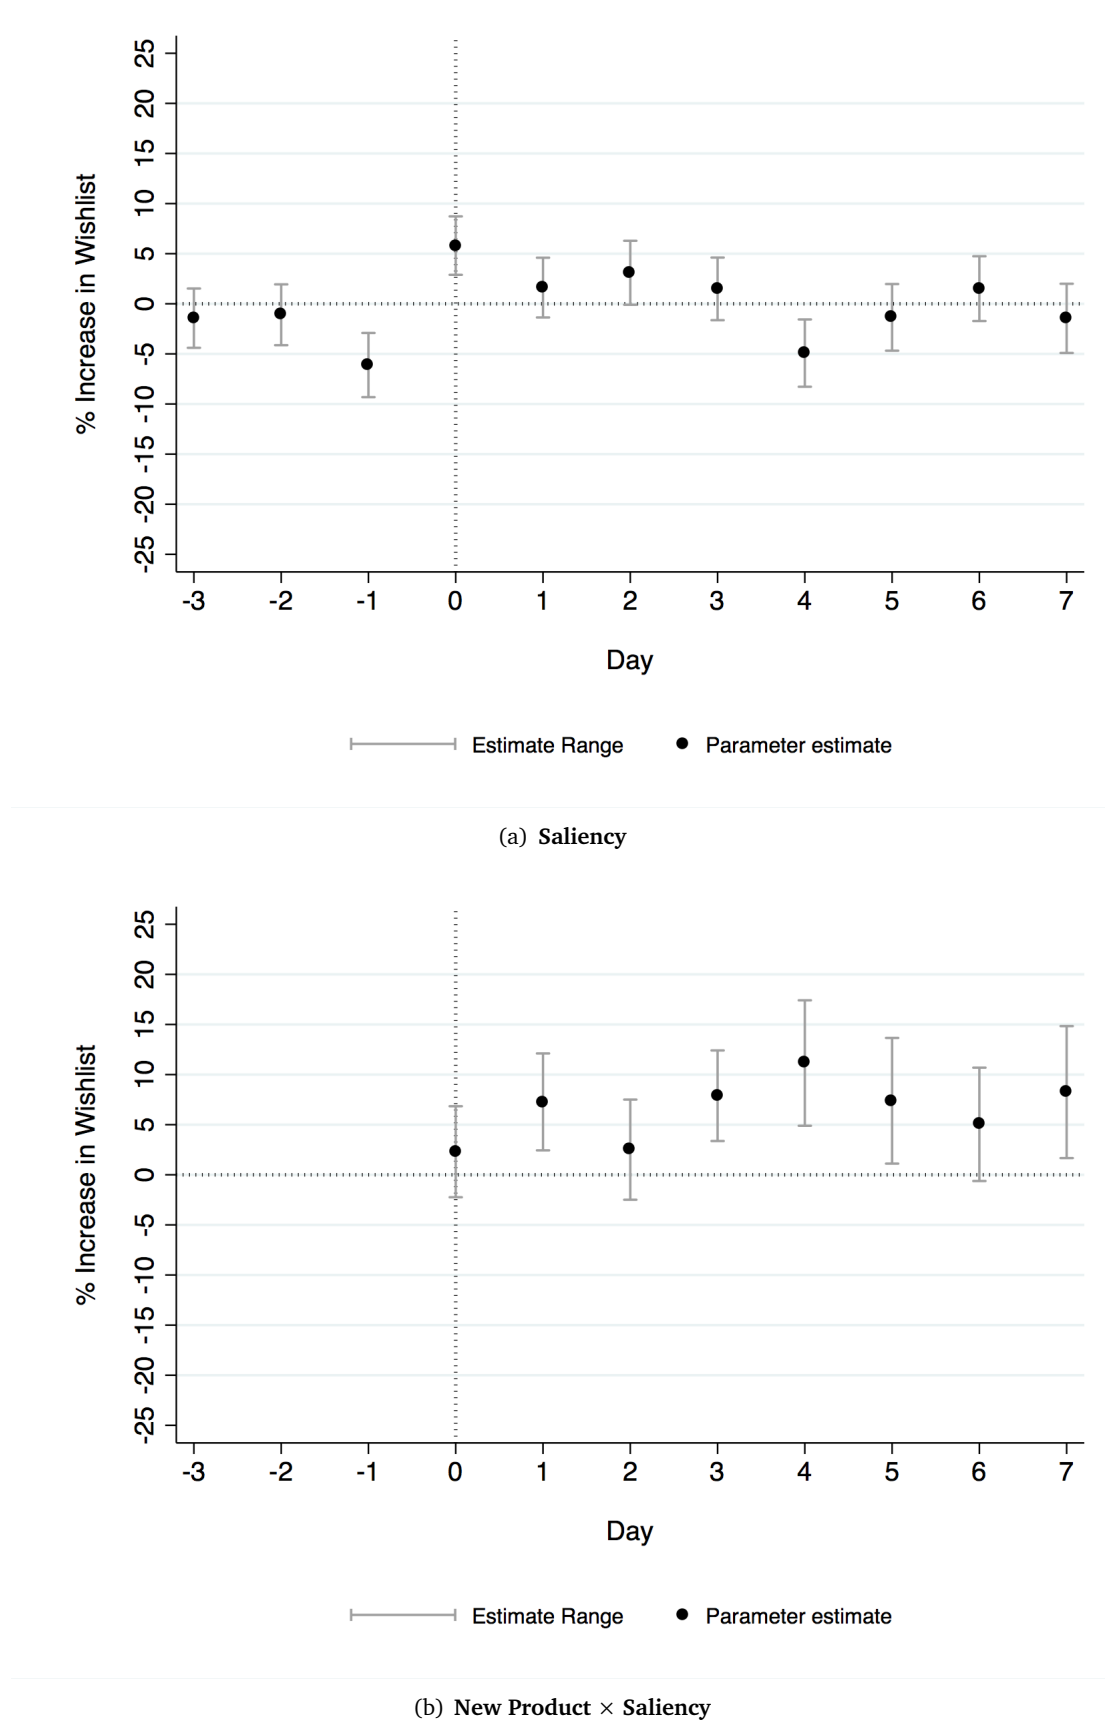 % Increase in Wishlist
25
20
15
10
5
0
-5
-10
-15
-20
-25
-3 -2 -1 0 1 2 3 4 5 6 7
Day
Estimate Range Parameter estimate
(a) Saliency
% Increase in Wishlist
25
20
15
10
5
0
-5
-10
-15
-20
-25
-3 -2 -1 0 1 2 3 4 5 6 7
Day
Estimate Range Parameter estimate
(b) New Product × Saliency